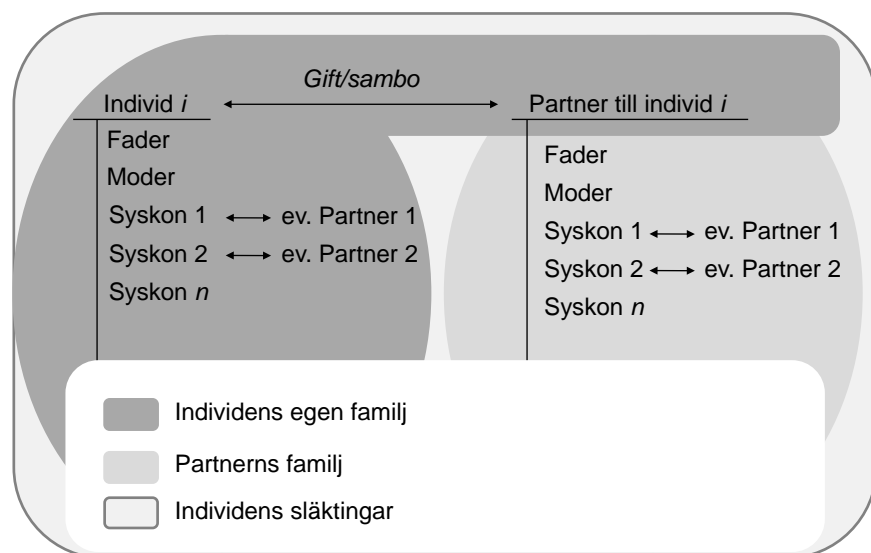 Gift/sambo
Individ i
Partner till individ i
Fader
Moder
Syskon 1 ev. Partner 1
Syskon 2 ev. Partner 2
Syskon n
Fader
Moder
Syskon 1 ev. Partner 1
Syskon 2 ev. Partner 2
Syskon n
Individens egen familj
Partnerns familj
Individens släktingar